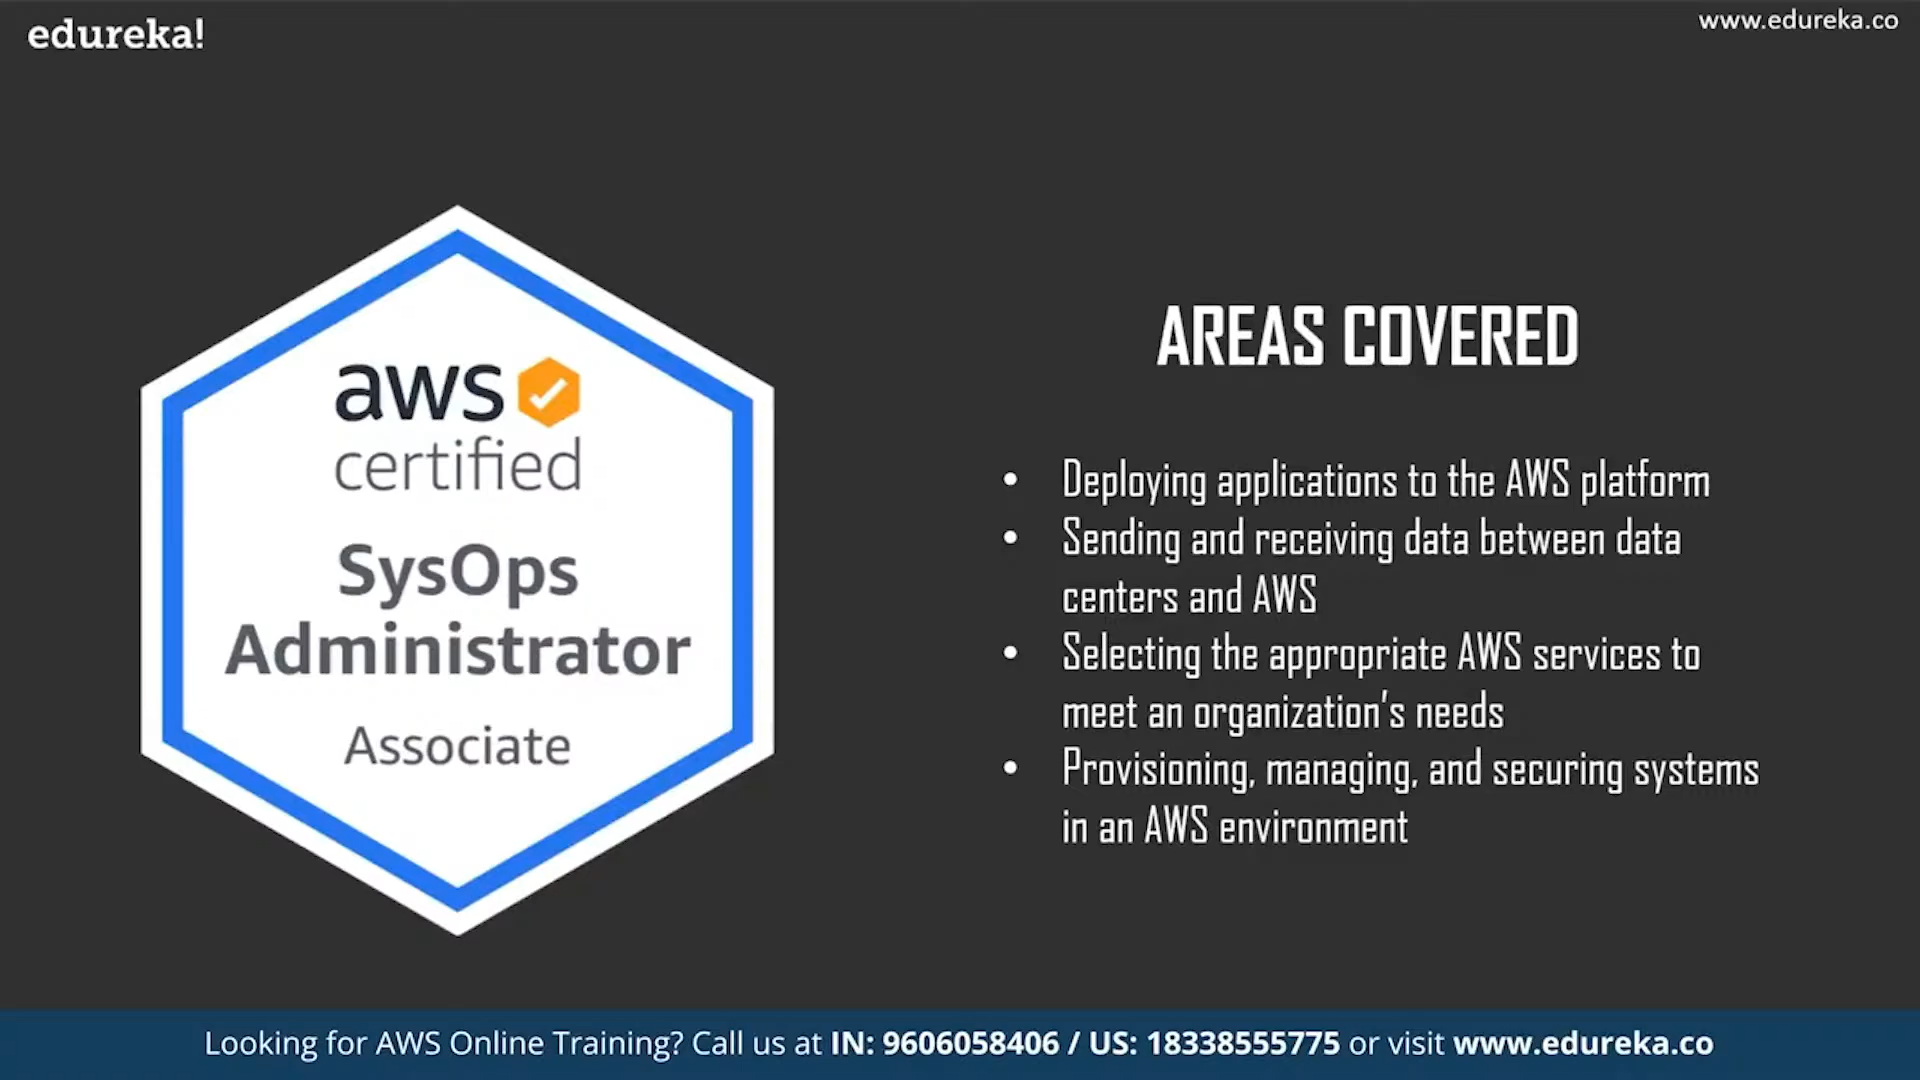 edureka!
www.edureka.co
aws
certified
SysOps
Administrator
Associate
AREAS COVERED
• Deploying applications to the AWS platform
• Sending and receiving data between data
centers and AWS
• Selecting the appropriate AWS services to
meet an organization's needs
• Provisioning, managing, and securing systems
in an AWS environment
Looking for AWS Online Training? Call us at IN: 9606058406 / US: 18338555775 or visit www.edureka.co